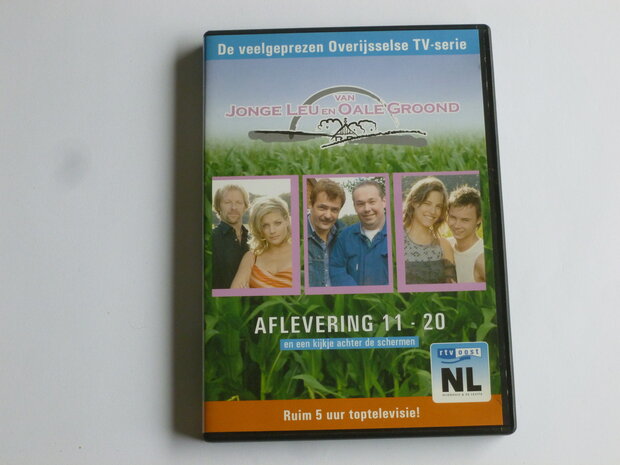 De veelgeprezen Overijsselse TV-serie
VAN
JONGE LEU EN OALE GROOND
AFLEVERING 11 - 20
en een kijkje achter de schermen
rtv oost
NL
Ruim 5 uur toptelevisie!